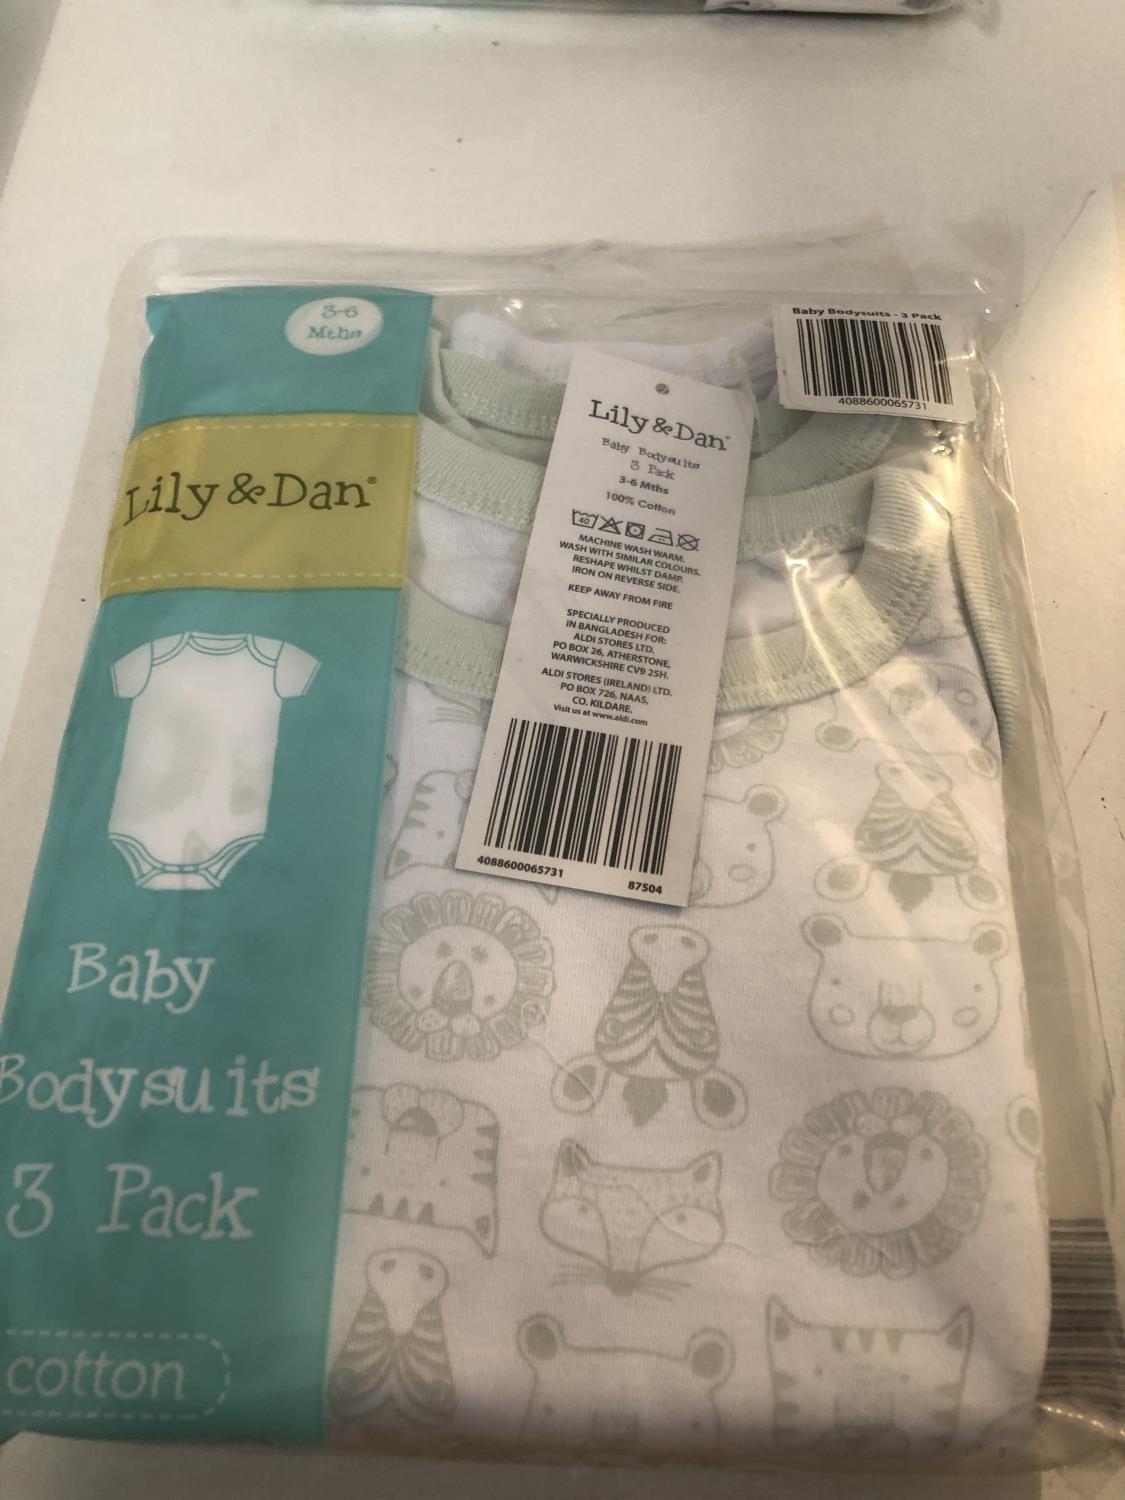 3-6
Mths
Lily & Dan®
Baby
Bodysuits
3 Pack
cotton
Baby Bodysuits - 3 Pack
4088600065731
Lily & Dan®
Baby Bodysuits
3 Pack
3-6 Mths
100% Cotton
40
MACHINE WASH WARM.
WASH WITH SIMILAR COLOURS.
RESHAPE WHILST DAMP.
IRON ON REVERSE SIDE.
KEEP AWAY FROM FIRE
SPECIALLY PRODUCED
IN BANGLADESH FOR:
ALDI STORES LTD.
PO BOX 26, ATHERSTONE,
WARWICKSHIRE CV9 2SH.
ALDI STORES (IRELAND) LTD.
PO BOX 726, NAAS,
CO. KILDARE.
Visit us at www.aldi.com
4088600065731 87504